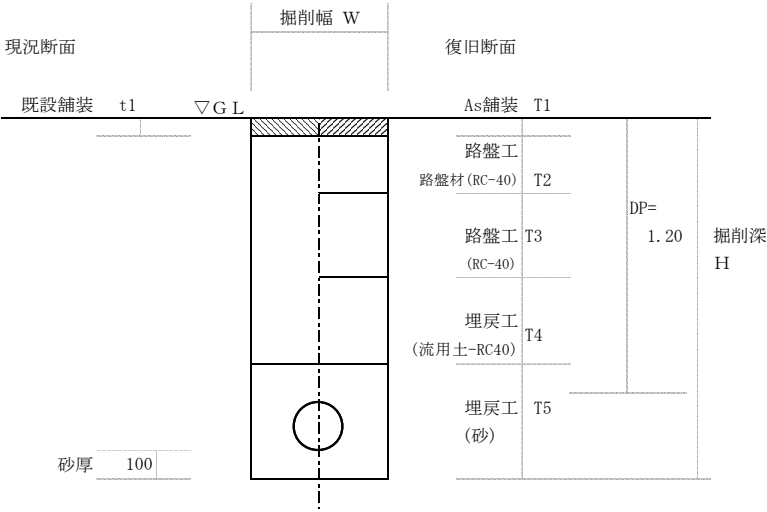 掘削幅 W
現況断面
復旧断面
既設舗装 t1
▽GL
As舗装 T1
路盤工
路盤材(RC-40) T2
DP=
1.20
路盤工 T3
(RC-40)
掘削深
H
埋戻工
(流用土-RC40) T4
埋戻工 T5
(砂)
砂厚 100